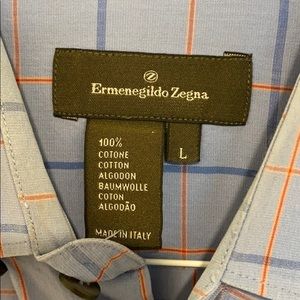 Ermenegildo Zegna
L
100%
COTONE
COTTON
ALGODON
BAUMWOLLE
COTON
ALGODÃO
MADE IN ITALY